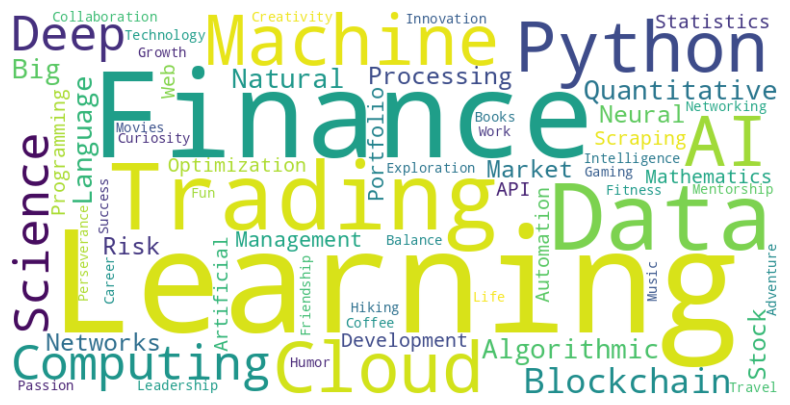 Collaboration
Creativity
Innovation
Statistics
Deep
Technology
Machine
Python
Growth
Big
Web
Natural
Processing
Quantitative
Programming
Language
Finance
Portfolio
Neural
Networking
AI
Movies
Curiosity
Books
Work
Scraping
Science
Optimization
Exploration
Market
Intelligence
Gaming
Mathematics
Trading
Fun
API
Fitness
Mentorship
Data
Perseverance
Success
Career
Risk
Artificial
Management
Balance
Automation
Learning
Friendship
Life
Music
Adventure
Hiking
Coffee
Networks
Development
Algorithmic
Stock
Computing
Humor
Cloud
Blockchain
Passion
Leadership
Travel